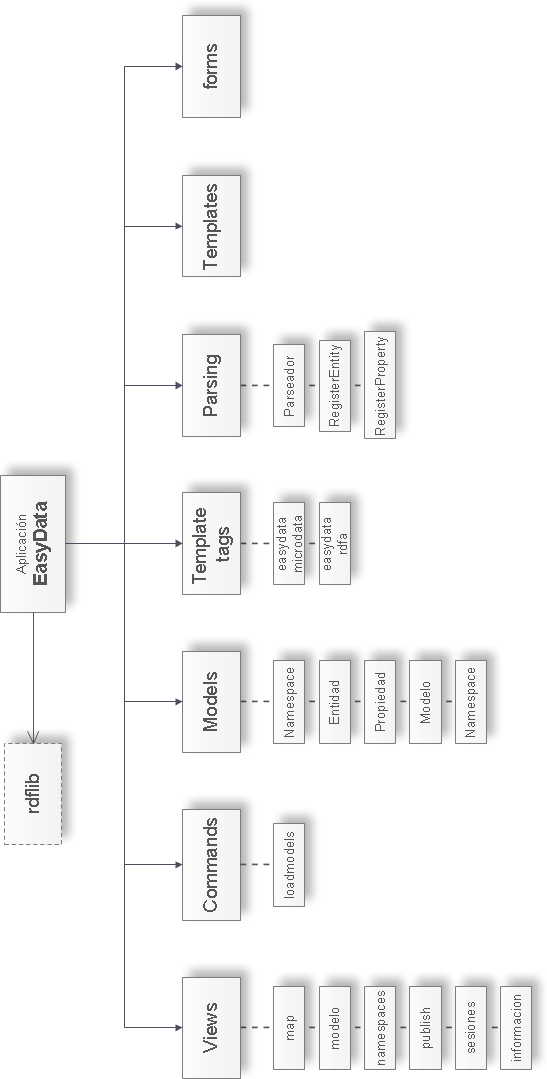 Aplicación
EasyData
rdflib
Views
Commands
Models
Template
tags
Parsing
Templates
forms
map
modelo
namespaces
publish
sesiones
informacion
loadmodels
Namespace
Entidad
Propiedad
Modelo
Namespace
easydata
microdata
easydata
rdfa
Parseador
RegisterEntity
RegisterProperty